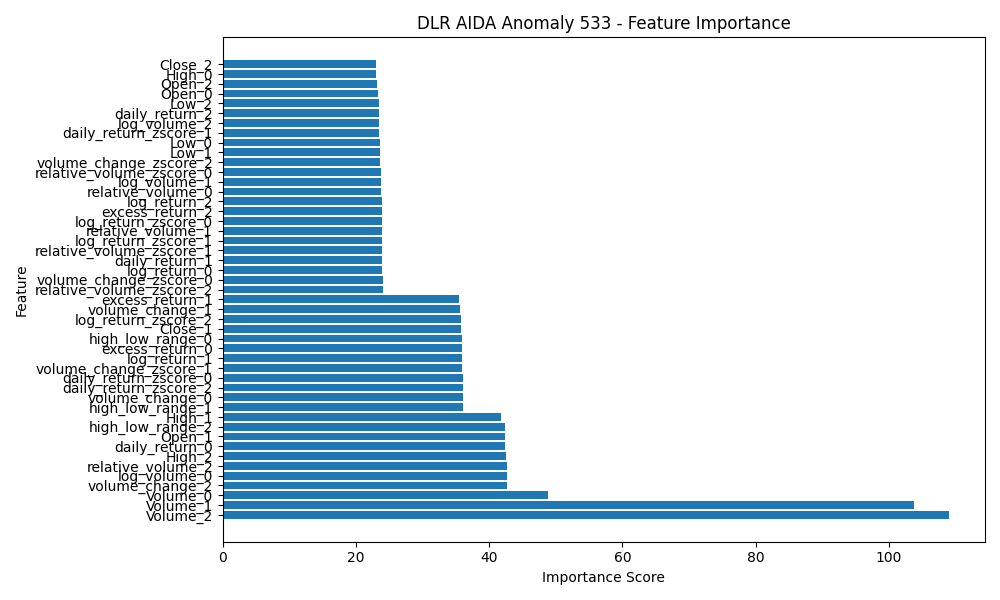 DLR AIDA Anomaly 533 - Feature Importance
Close_2
High_0
Open_2
Open_0
Low_2
daily_return_2
log_volume_2
daily_return_zscore_1
Low_0
Low_1
volume_change_zscore_2
relative_volume_zscore_0
log_volume_1
relative_volume_0
log_return_2
excess_return_2
log_return_zscore_0
relative_volume_1
log_return_zscore_1
relative_volume_zscore_1
daily_return_1
log_return_0
volume_change_zscore_0
relative_volume_zscore_2
excess_return_1
volume_change_1
log_return_zscore_2
Close_1
high_low_range_0
excess_return_0
log_return_1
volume_change_zscore_1
daily_return_zscore_0
daily_return_zscore_2
volume_change_0
high_low_range_1
High_1
high_low_range_2
Open_1
daily_return_0
High_2
relative_volume_2
log_volume_0
volume_change_2
Volume_0
Volume_1
Volume_2
Feature
0 20 40 60 80 100
Importance Score